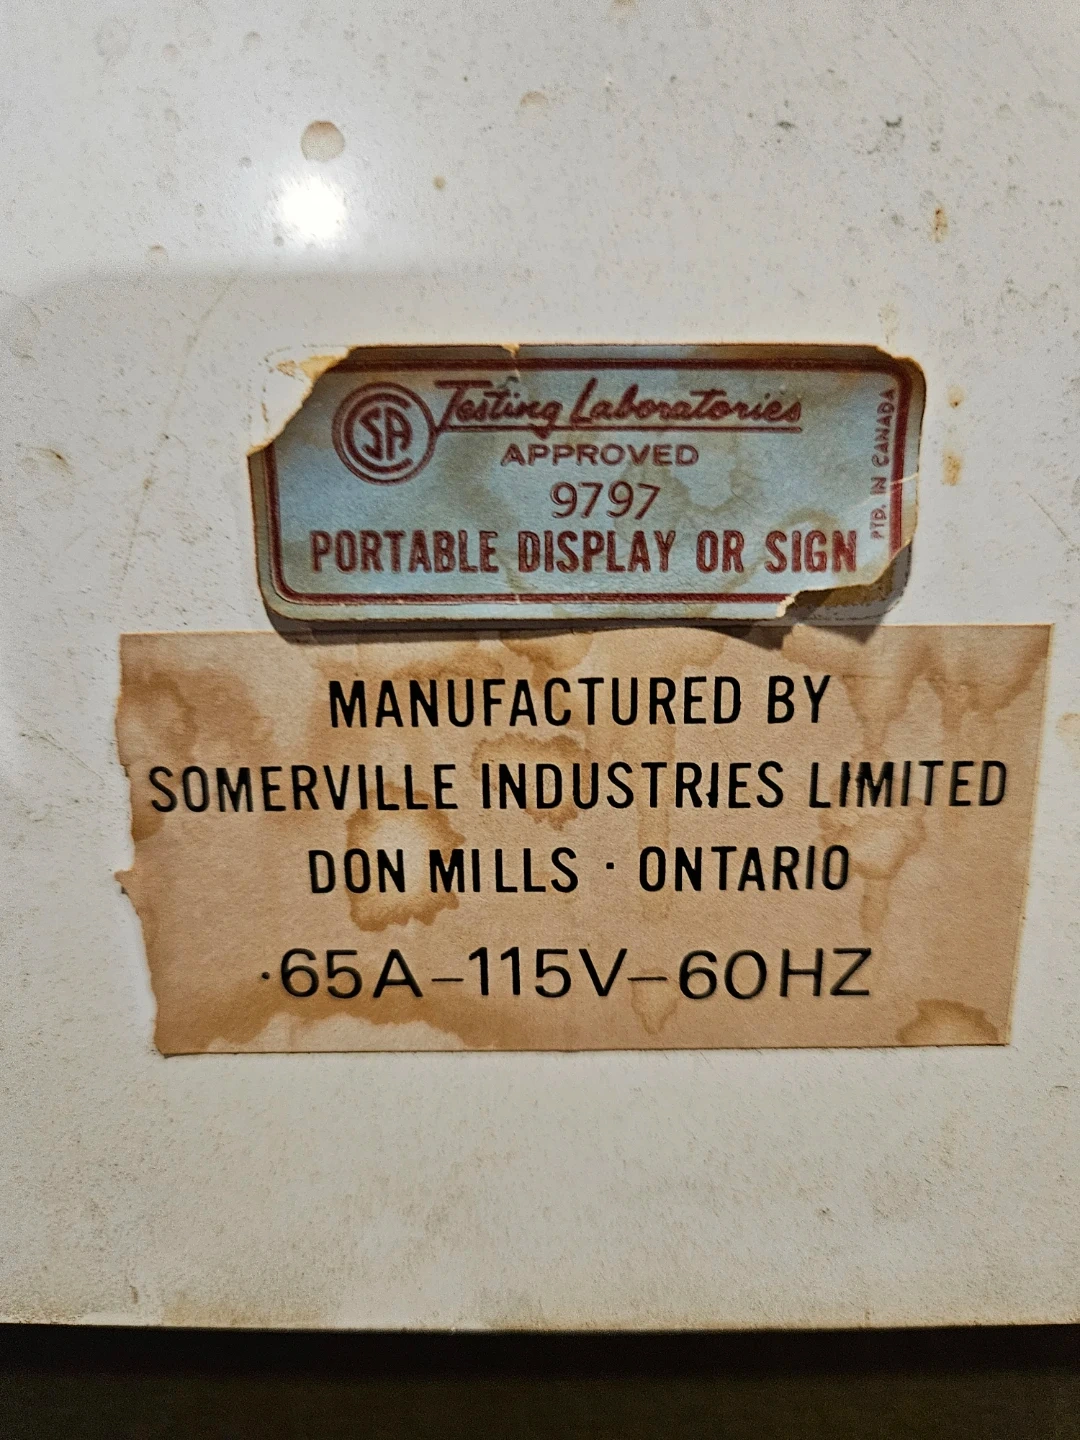 CSA Testing Laboratories
APPROVED
9797
PORTABLE DISPLAY OR SIGN
PTD. IN CANADA
MANUFACTURED BY
SOMERVILLE INDUSTRIES LIMITED
DON MILLS · ONTARIO
·65A–115V–60HZ